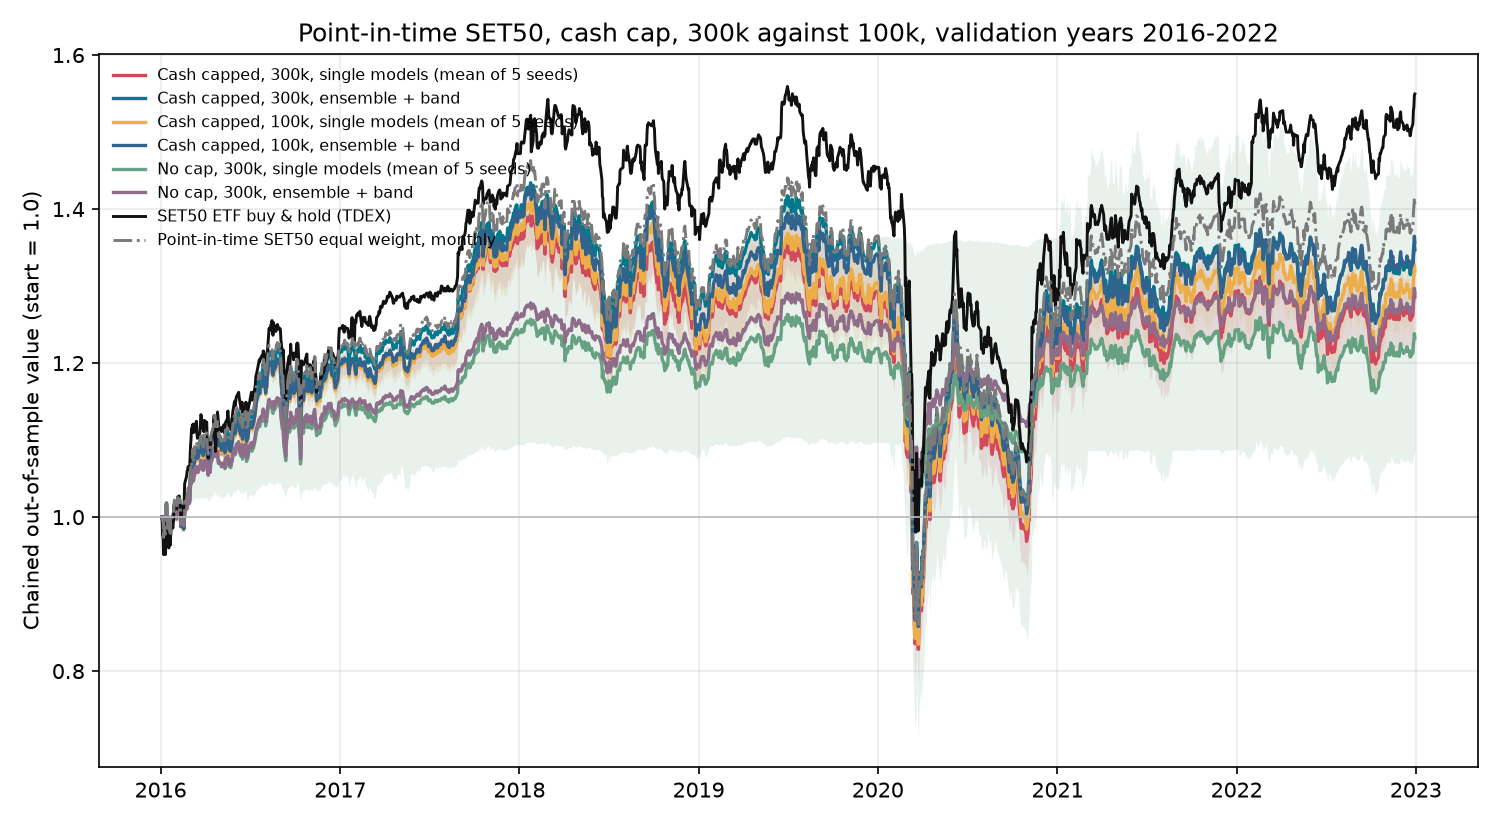 Point-in-time SET50, cash cap, 300k against 100k, validation years 2016-2022
Chained out-of-sample value (start = 1.0)
1.6
1.4
1.2
1.0
0.8
Cash capped, 300k, single models (mean of 5 seeds)
Cash capped, 300k, ensemble + band
Cash capped, 100k, single models (mean of 5 seeds)
Cash capped, 100k, ensemble + band
No cap, 300k, single models (mean of 5 seeds)
No cap, 300k, ensemble + band
SET50 ETF buy & hold (TDEX)
Point-in-time SET50 equal weight, monthly
2016
2017
2018
2019
2020
2021
2022
2023